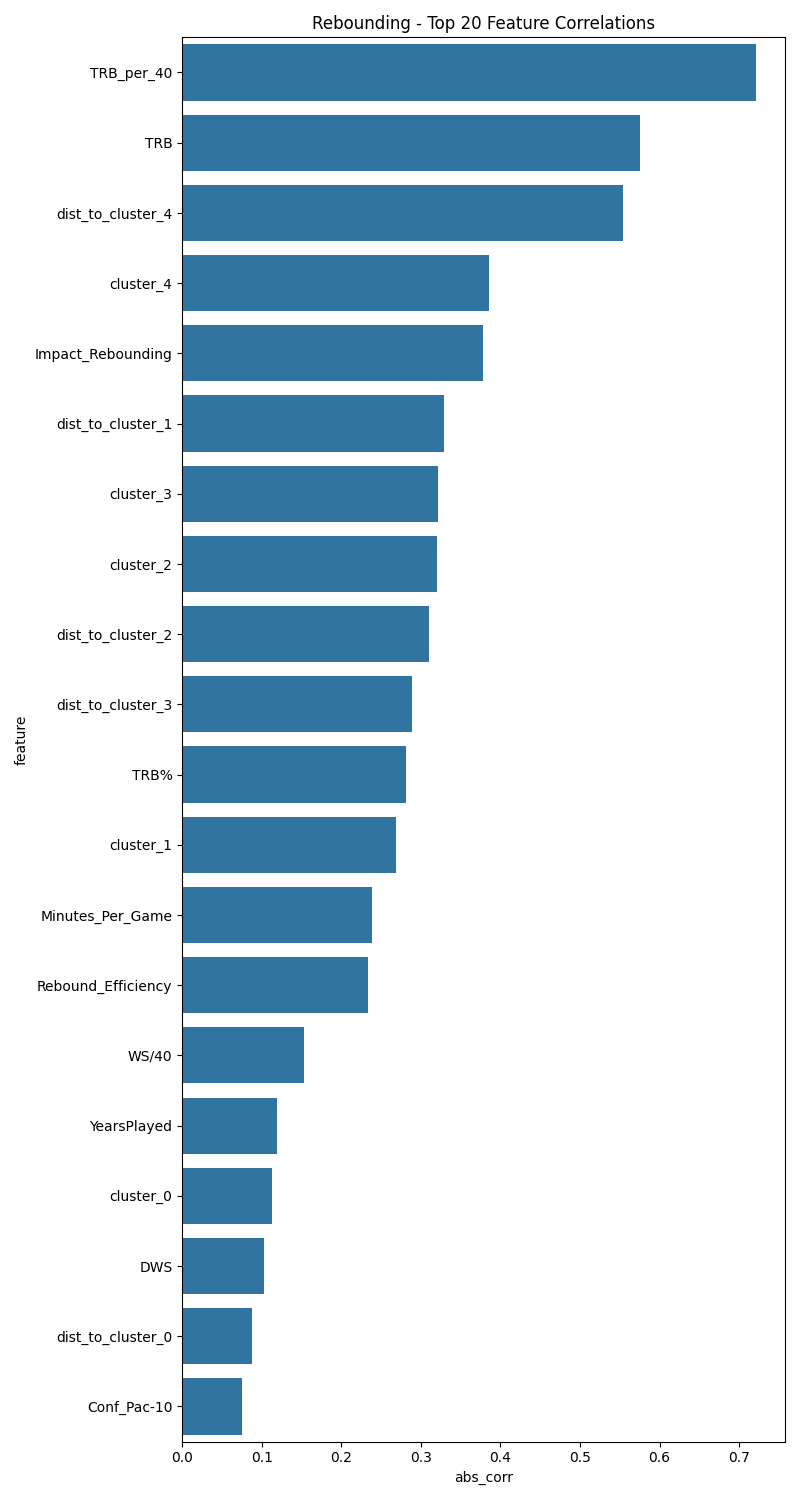 Rebounding - Top 20 Feature Correlations
TRB_per_40
TRB
dist_to_cluster_4
cluster_4
Impact_Rebounding
dist_to_cluster_1
cluster_3
cluster_2
dist_to_cluster_2
dist_to_cluster_3
TRB%
cluster_1
Minutes_Per_Game
Rebound_Efficiency
WS/40
YearsPlayed
cluster_0
DWS
dist_to_cluster_0
Conf_Pac-10
feature
0.0 0.1 0.2 0.3 0.4 0.5 0.6 0.7
abs_corr